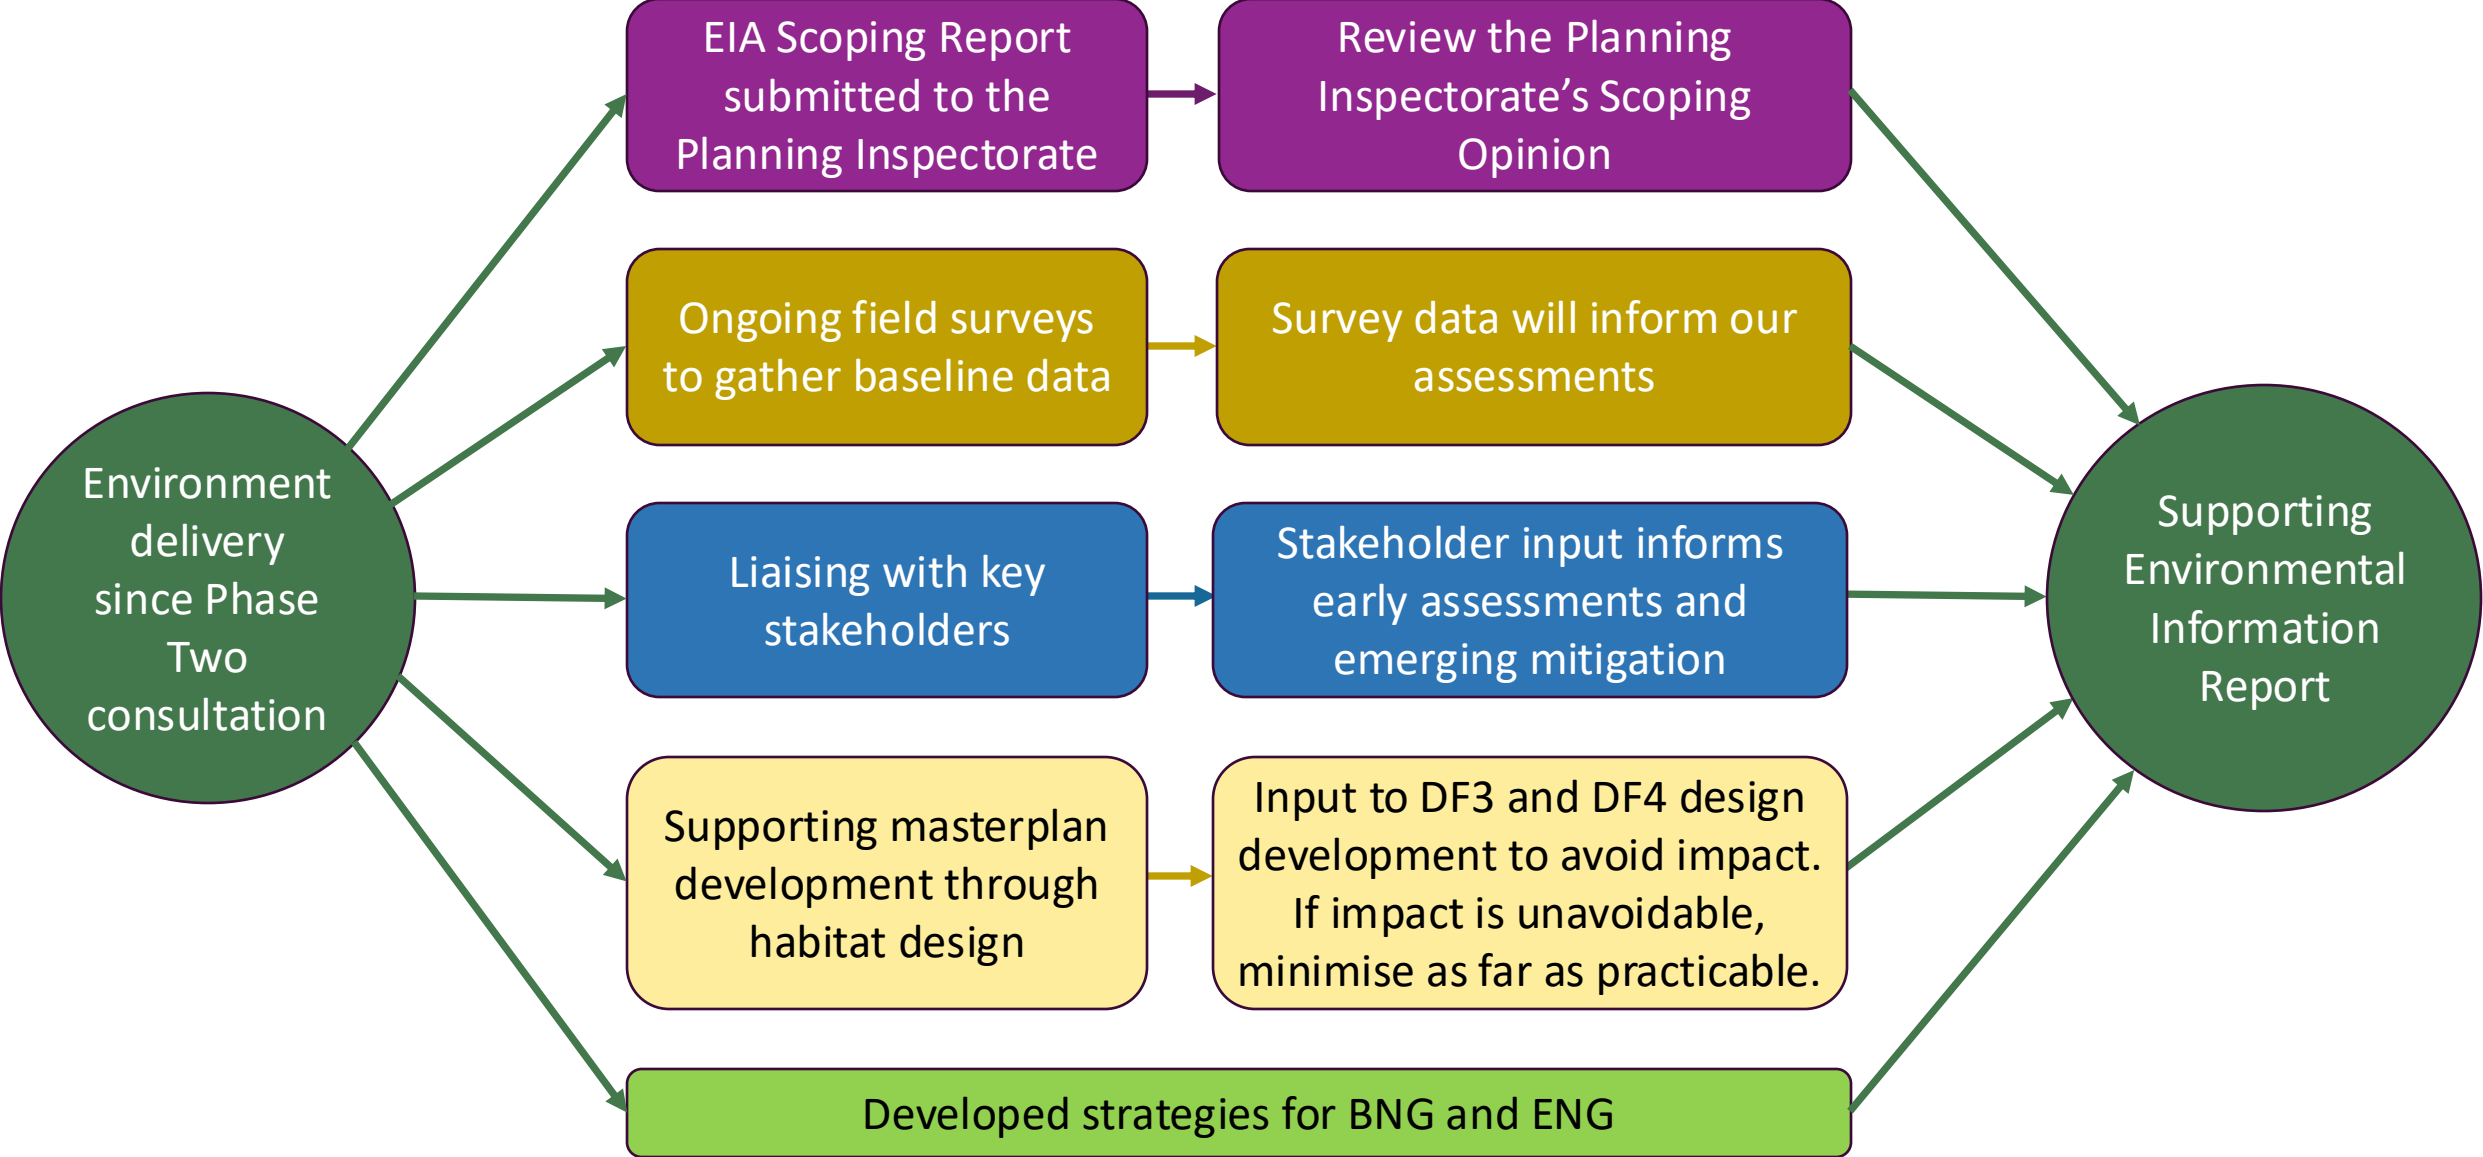 Environment
delivery
since Phase
Two
consultation
EIA Scoping Report
submitted to the
Planning Inspectorate
Review the Planning
Inspectorate’s Scoping
Opinion
Ongoing field surveys
to gather baseline data
Survey data will inform our
assessments
Liaising with key
stakeholders
Stakeholder input informs
early assessments and
emerging mitigation
Supporting masterplan
development through
habitat design
Input to DF3 and DF4 design
development to avoid impact.
If impact is unavoidable,
minimise as far as practicable.
Developed strategies for BNG and ENG
Supporting
Environmental
Information
Report